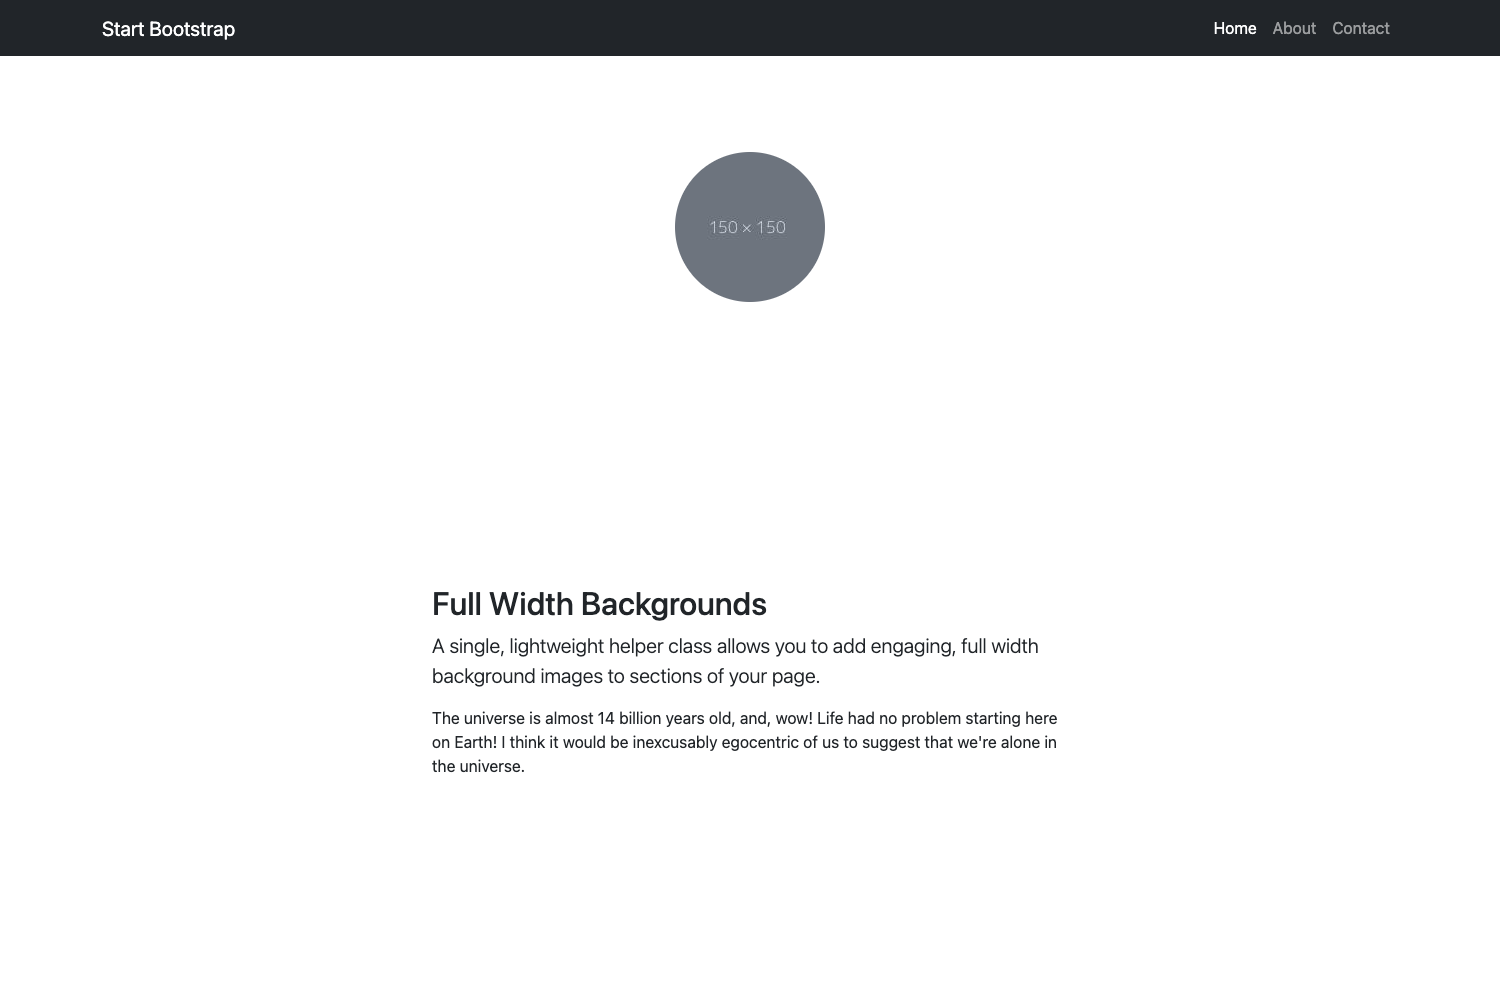 Start Bootstrap
Home About Contact
150 × 150
Full Width Backgrounds
A single, lightweight helper class allows you to add engaging, full width
background images to sections of your page.
The universe is almost 14 billion years old, and, wow! Life had no problem starting here
on Earth! I think it would be inexcusably egocentric of us to suggest that we're alone in
the universe.